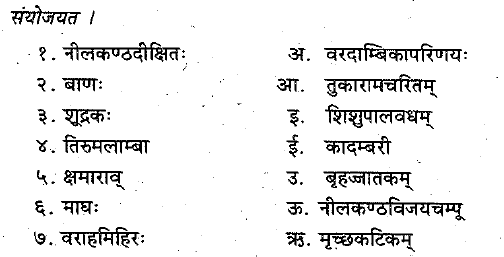 संयोजयत ।
१. नीलकण्ठदीक्षितः अ. वरदाम्बिकापरिणयः
२. बाणः आ. तुकारामचरितम्
३. शूद्रकः इ. शिशुपालवधम्
४. तिरुमलाम्बा ई. कादम्बरी
५. क्षमाराव् उ. बृहज्जातकम्
६. माघः ऊ. नीलकण्ठविजयचम्पू
७. वराहमिहिरः ऋ. मृच्छकटिकम्